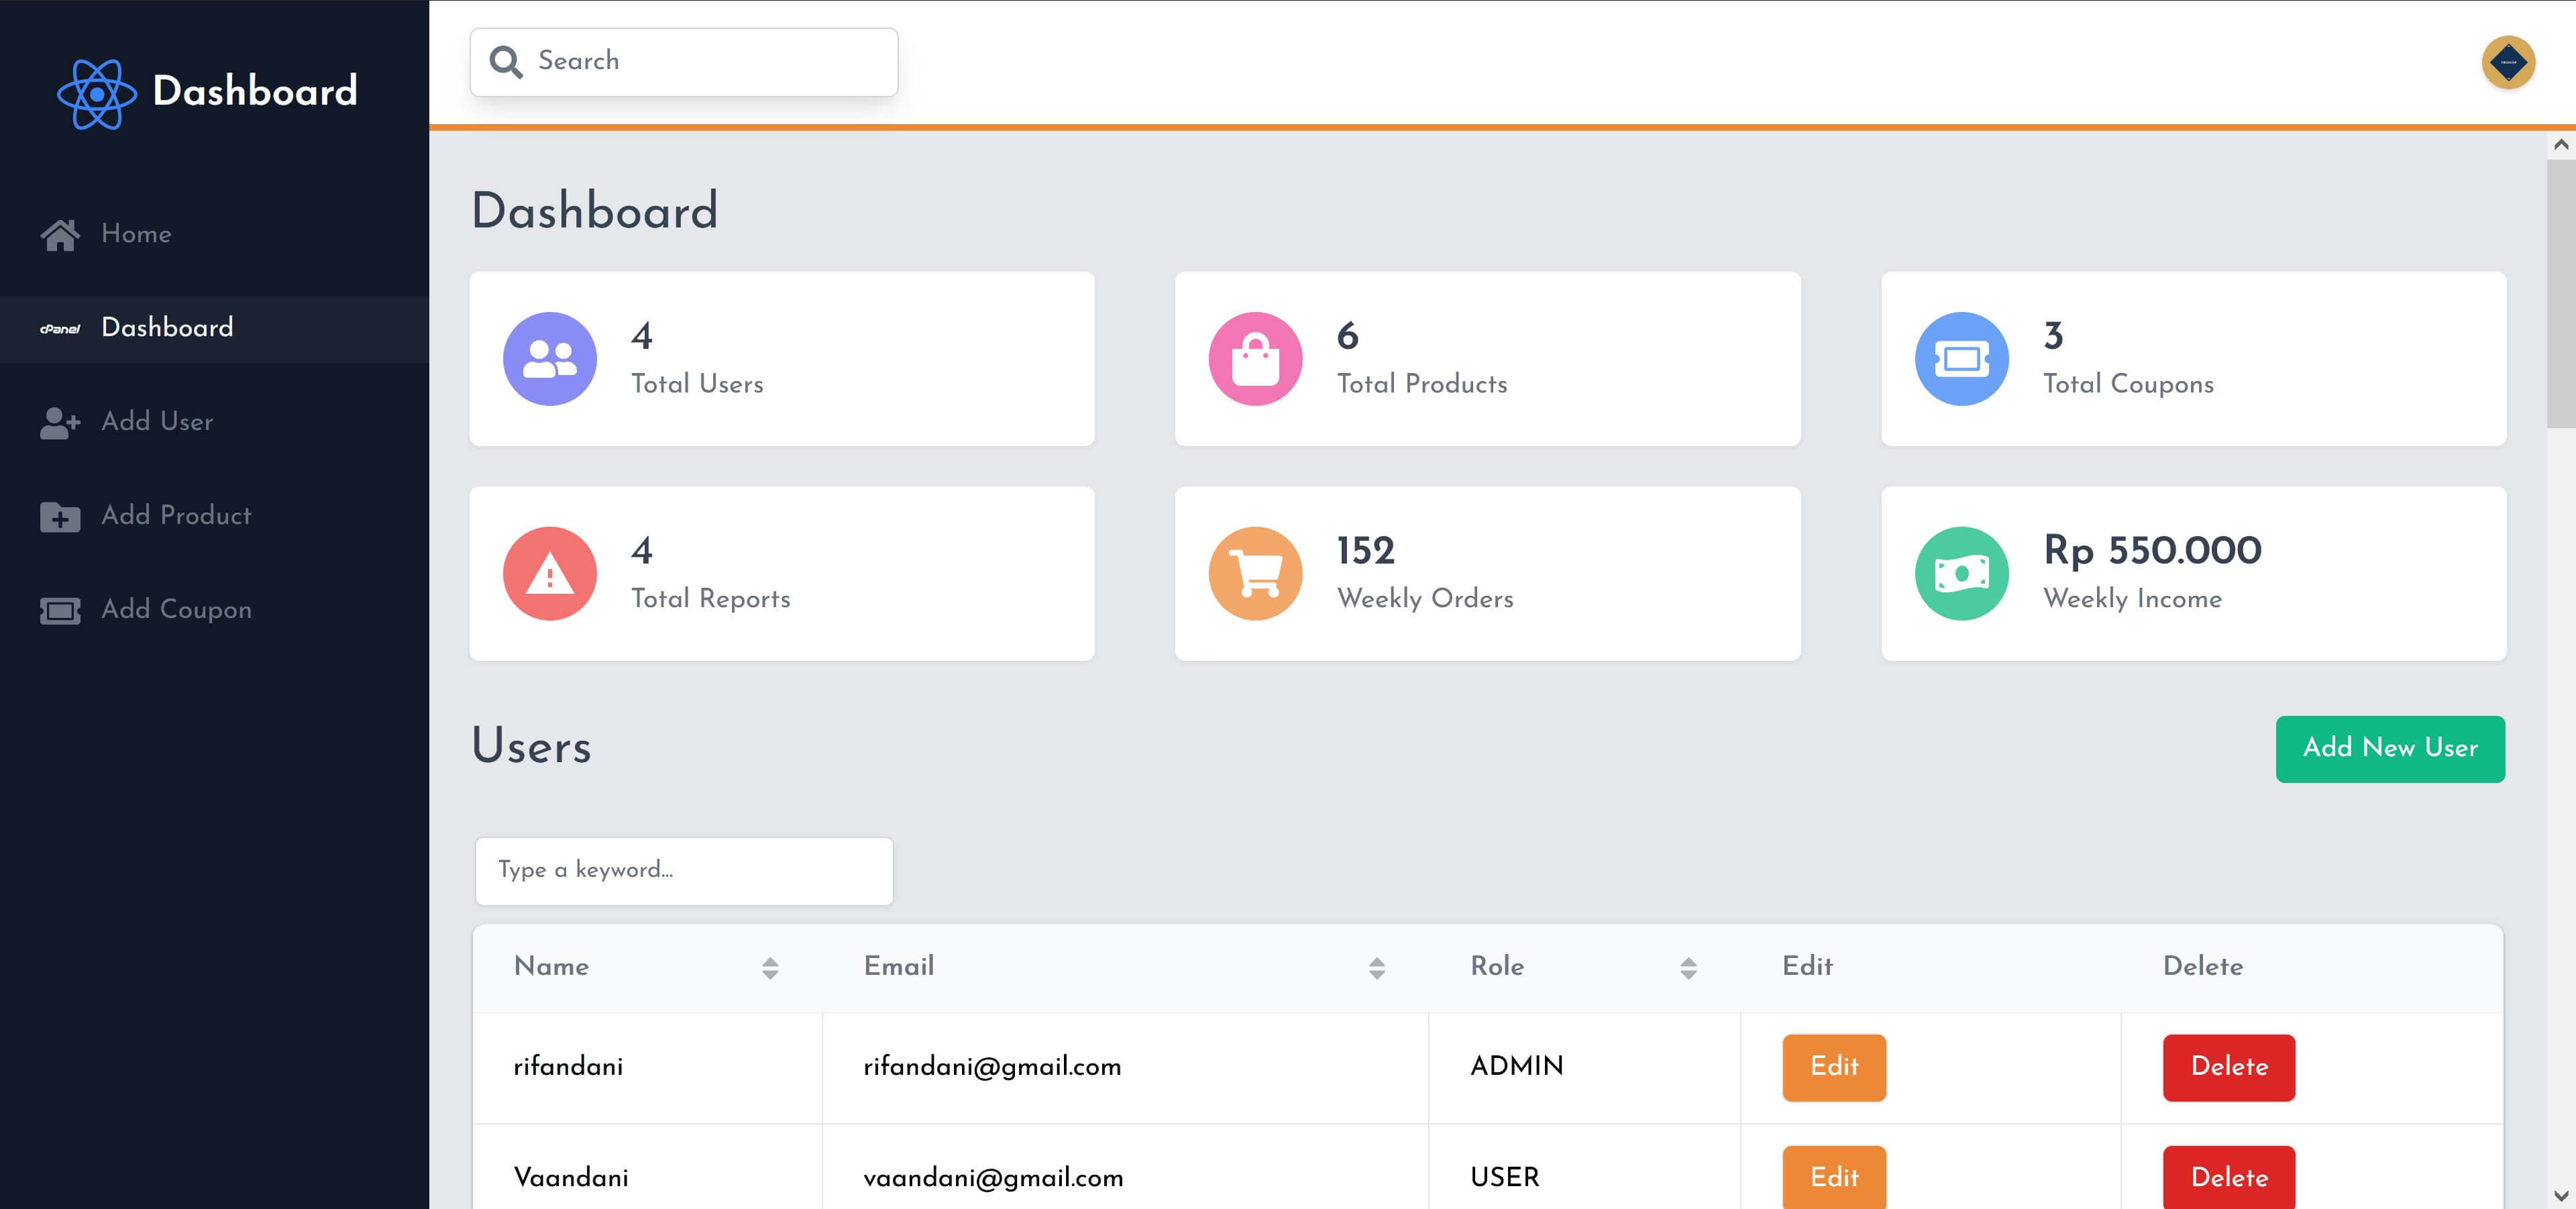 Dashboard
Search
Home
cPanel Dashboard
Add User
Add Product
Add Coupon
Dashboard
4
Total Users
6
Total Products
3
Total Coupons
4
Total Reports
152
Weekly Orders
Rp 550.000
Weekly Income
Users
Add New User
Type a keyword...
Name Email Role Edit Delete
rifandani rifandani@gmail.com ADMIN Edit Delete
Vaandani vaandani@gmail.com USER Edit Delete